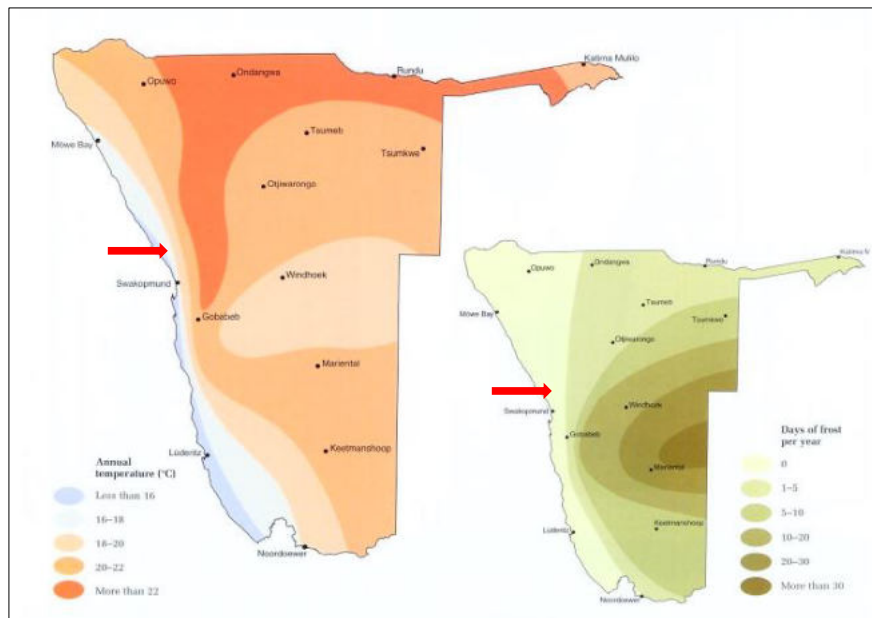 Katima Mulilo
Rundu
Ondangwa
Opuwo
Tsumeb
Möwe Bay
Tsumkwe
Otjiwarongo
Windhoek
Swakopmund
Gobabeb
Mariental
Keetmanshoop
Lüderitz
Noordoewer
Annual
temperature (°C)
Less than 16
16–18
18–20
20–22
More than 22
Katima M
Rundu
Ondangwa
Opuwo
Tsumeb
Möwe Bay
Tsumkwe
Otjiwarongo
Windhoek
Swakopmund
Gobabeb
Mariental
Keetmanshoop
Lüderitz
Noordoewer
Days of frost
per year
0
1–5
5–10
10–20
20–30
More than 30